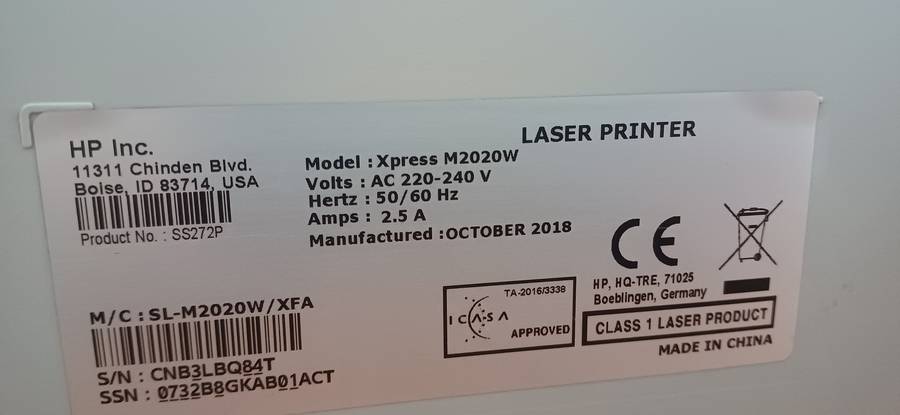 LASER PRINTER
HP Inc.
11311 Chinden Blvd.
Boise, ID 83714, USA
Product No. : SS272P
Model : Xpress M2020W
Volts : AC 220-240 V
Hertz : 50/60 Hz
Amps : 2.5 A
Manufactured :OCTOBER 2018
M/C : SL-M2020W/XFA
S/N : CNB3LBQ84T
SSN : 0732B8GKAB01ACT
TA-2016/3338
ICASA
APPROVED
CE
HP, HQ-TRE, 71025
Boeblingen, Germany
CLASS 1 LASER PRODUCT
MADE IN CHINA